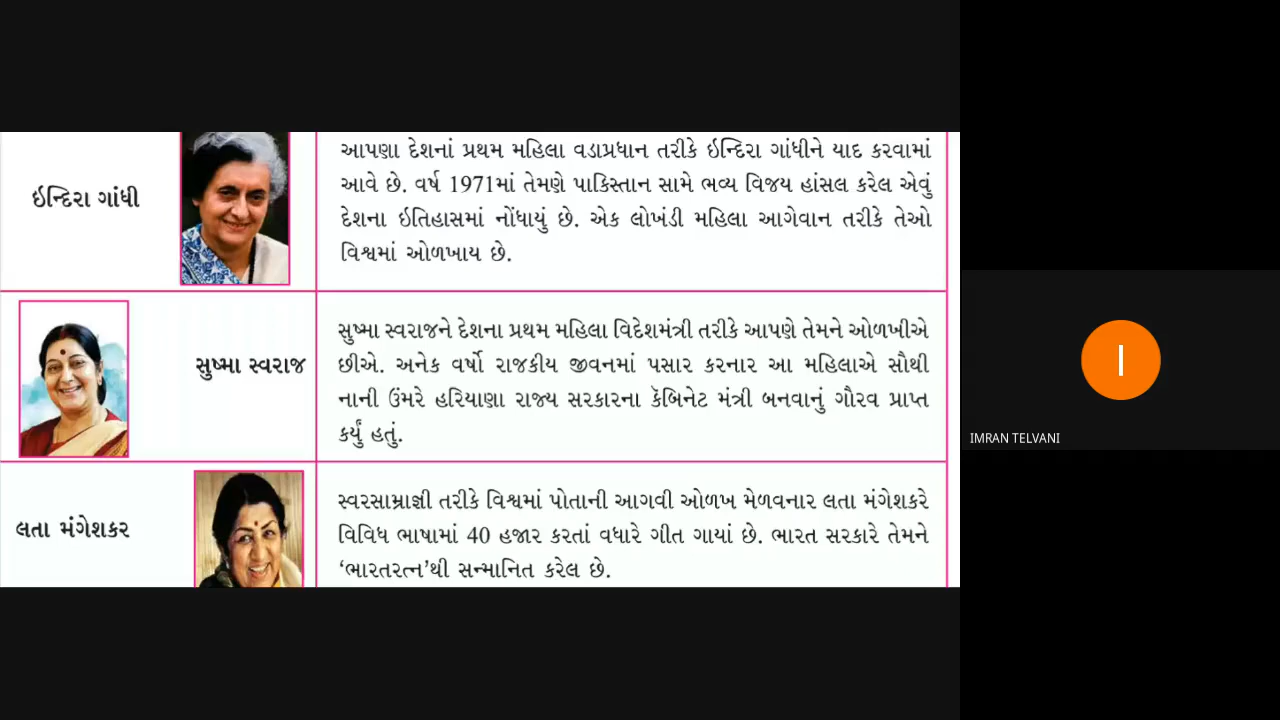 ઇન્દિરા ગાંધી
આપણા દેશનાં પ્રથમ મહિલા વડાપ્રધાન તરીકે ઇન્દિરા ગાંધીને યાદ કરવામાં
આવે છે. વર્ષ 1971માં તેમણે પાકિસ્તાન સામે ભવ્ય વિજય હાંસલ કરેલ એવું
દેશના ઇતિહાસમાં નોંધાયું છે. એક લોખંડી મહિલા આગેવાન તરીકે તેઓ
વિશ્વમાં ઓળખાય છે.
સુષ્મા સ્વરાજ
સુષ્મા સ્વરાજને દેશના પ્રથમ મહિલા વિદેશમંત્રી તરીકે આપણે તેમને ઓળખીએ
છીએ. અનેક વર્ષો રાજકીય જીવનમાં પસાર કરનાર આ મહિલાએ સૌથી
નાની ઉંમરે હરિયાણા રાજ્ય સરકારના કૅબિનેટ મંત્રી બનવાનું ગૌરવ પ્રાપ્ત
કર્યું હતું.
લતા મંગેશકર
સ્વરસામ્રાજ્ઞી તરીકે વિશ્વમાં પોતાની આગવી ઓળખ મેળવનાર લતા મંગેશકરે
વિવિધ ભાષામાં 40 હજાર કરતાં વધારે ગીત ગાયાં છે. ભારત સરકારે તેમને
‘ભારતરત્ન’થી સન્માનિત કરેલ છે.
I
IMRAN TELVANI